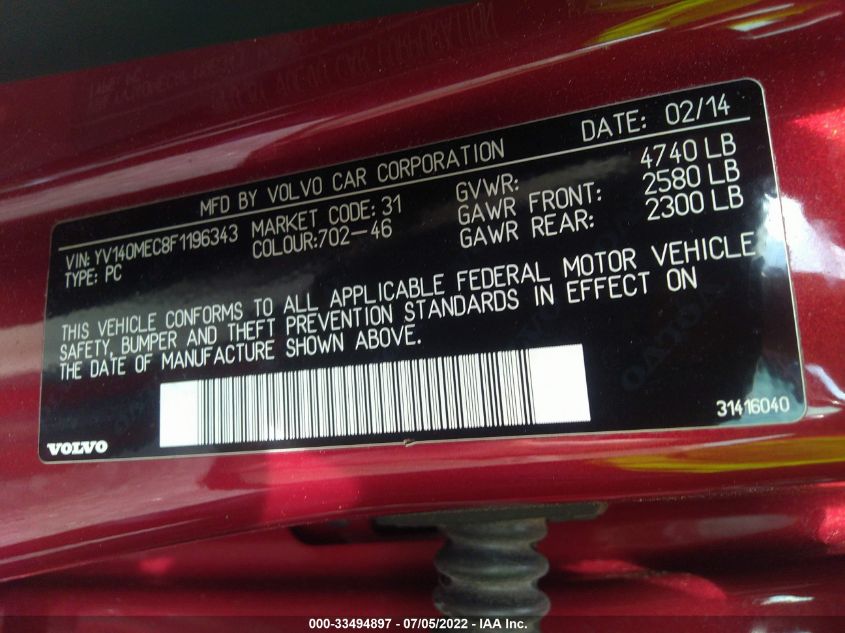 DATE: 02/14
MFD BY VOLVO CAR CORPORATION
VIN: YV140MEC8F1196343 MARKET CODE: 31 GVWR: 4740 LB
TYPE: PC COLOUR:702-46 GAWR FRONT: 2580 LB
GAWR REAR: 2300 LB
THIS VEHICLE CONFORMS TO ALL APPLICABLE FEDERAL MOTOR VEHICLE
SAFETY, BUMPER AND THEFT PREVENTION STANDARDS IN EFFECT ON
THE DATE OF MANUFACTURE SHOWN ABOVE.
31416040
VOLVO
VOLVO
000-33494897 - 07/05/2022 - IAA Inc.